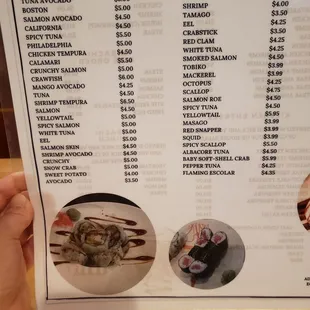 TUNA AVOCADO
BOSTON $5.00
SALMON AVOCADO $4.50
CALIFORNIA $4.50
SPICY TUNA $5.00
PHILADELPHIA $5.00
CHICKEN TEMPURA $4.50
CALAMARI $5.50
CRUNCHY SALMON $5.00
CRAWFISH $6.00
MANGO AVOCADO $4.25
TUNA $4.50
SHRIMP TEMPURA $6.50
SALMON $4.50
YELLOWTAIL $5.00
SPICY SALMON $5.00
WHITE TUNA $5.00
EEL $5.00
SALMON SKIN $4.50
SHRIMP AVOCADO $4.50
CRUNCHY $5.00
SNOW CRAB $5.00
SWEET POTATO $4.00
AVOCADO $3.50
SHRIMP $4.00
TAMAGO $3.50
EEL $4.25
CRABSTICK $3.50
RED CLAM $4.25
WHITE TUNA $4.25
SMOKED SALMON $4.50
TOBIKO $3.99
MACKEREL $3.99
OCTOPUS $4.25
SCALLOP $4.75
SALMON ROE $4.50
SPICY TUNA $4.50
YELLOWTAIL $5.95
MASAGO $3.99
RED SNAPPER $3.99
SQUID $3.99
SPICY SCALLOP $5.50
ALBACORE TUNA $4.50
BABY SOFT-SHELL CRAB $5.99
PEPPER TUNA $4.25
FLAMING ESCOLAR $4.35